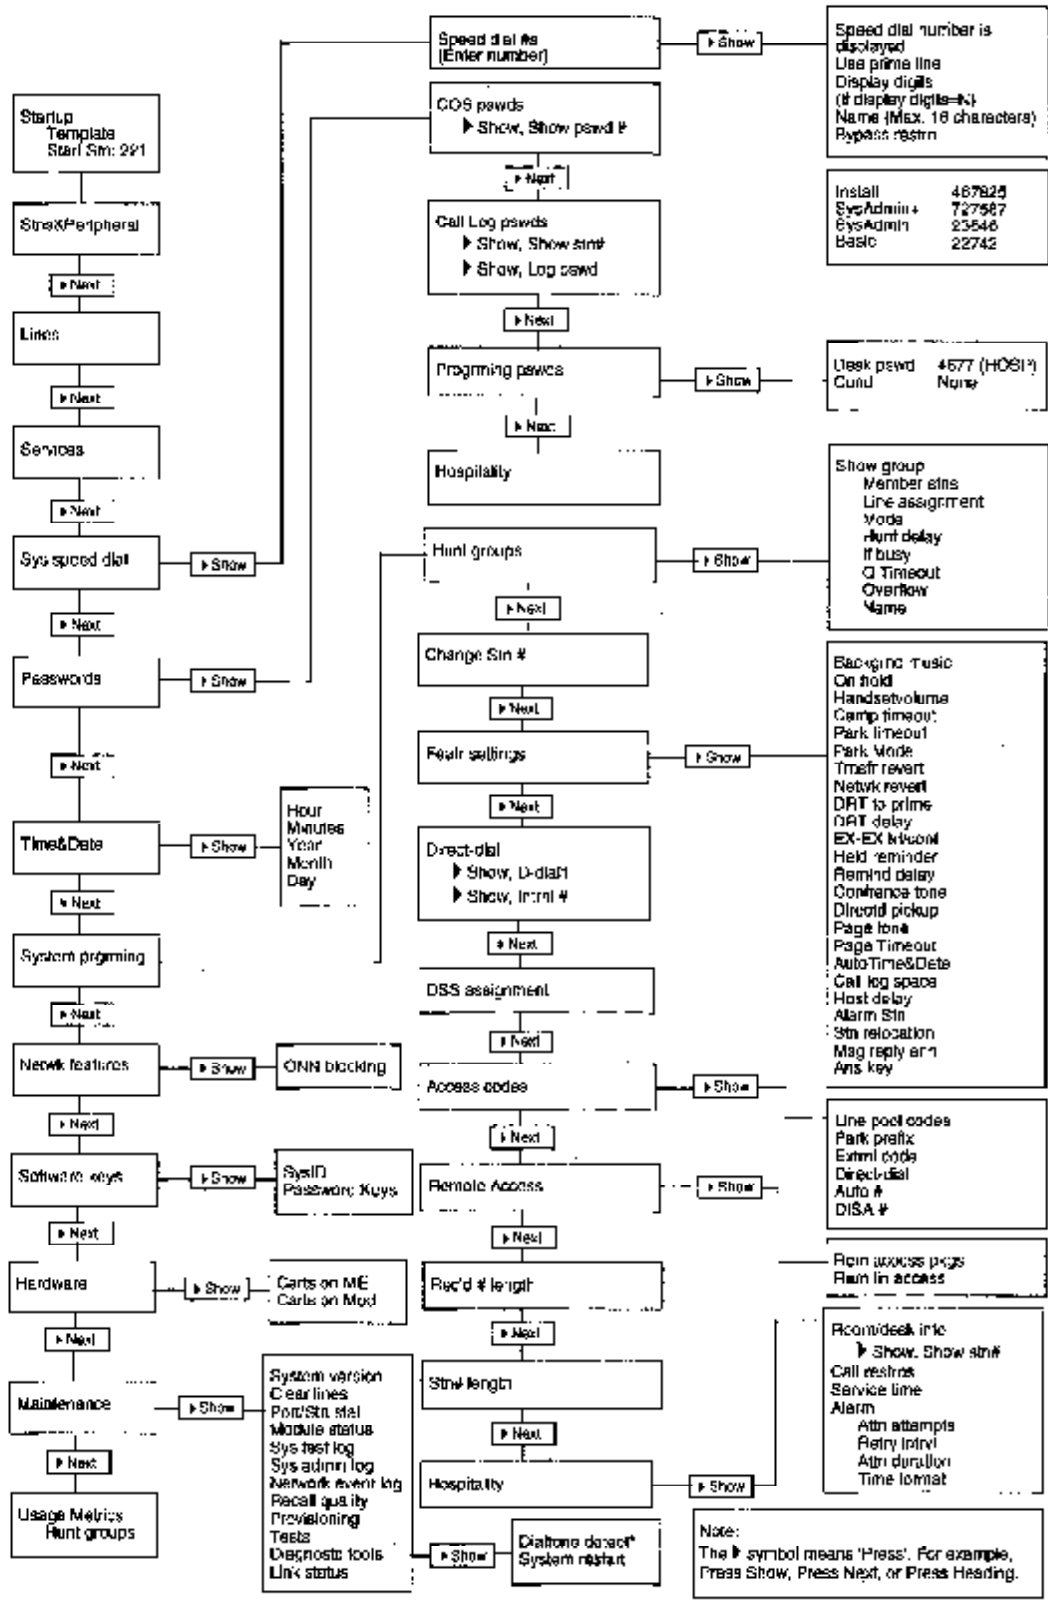 Startup
Template
Start Stn: 221
Stns&Peripheral
▶ Next
Lines
▶ Next
Services
▶ Next
Sys speed dial
▶ Show
▶ Next
Passwords
▶ Show
▶ Next
Time&Date
▶ Show
Hour
Minutes
Year
Month
Day
▶ Next
System prgrming
▶ Next
Netwk features
▶ Show
ONN blocking
▶ Next
Software keys
▶ Show
SysID
Password Keys
▶ Next
Hardware
▶ Show
Carts on ME
Carts on Mod
▶ Next
Maintenance
▶ Show
System version
Clear lines
Port/Stn stat
Module status
Sys test log
Sys admin log
Network event log
Recall quality
Provisioning
Tests
Diagnostc tools
Link status
▶ Show
Dialtone detect*
System restart
▶ Next
Usage Metrics
Hunt groups
Speed dial #s
(Enter number)
▶ Show
Speed dial number is
displayed
Use prime line
Display digits
(If display digits=N)
Name (Max. 16 characters)
Bypass restrn
COS pswds
▶ Show, Show pswd #
▶ Next
Call Log pswds
▶ Show, Show stn#
▶ Show, Log pswd
▶ Next
Progrming pswds
▶ Show
Install 467825
SysAdmin+ 727587
SysAdmin 23646
Basic 22742
▶ Next
Hospitality
Desk pswd 4677 (HOSP)
Cond None
Hunt groups
▶ Show
Show group
Member stns
Line assignment
Mode
Hunt delay
If busy
Q Timeout
Overflow
Name
▶ Next
Change Stn #
▶ Next
Featr settings
▶ Show
Backgrnd music
On hold
Handsetvolume
Camp timeout
Park timeout
Park Mode
Trnsfr revert
Netwk revert
DRT to prime
DRT delay
EX-EX
Held reminder
Remind delay
Confrance tone
Directd pickup
Page tone
Page Timeout
AutoTime&Date
Call log space
Host delay
Alarm Stn
Stn relocation
Msg reply enh
Ans key
▶ Next
Direct-dial
▶ Show, D-dial1
▶ Show, Intrnl #
▶ Next
DSS assignment
▶ Next
Access codes
▶ Show
Line pool codes
Park prefix
Extrnl code
Direct-dial
Auto #
DISA #
▶ Next
Remote Access
▶ Show
Rem access pkgs
Rem lin access
▶ Next
Rec'd # length
▶ Next
Stn# length
▶ Next
Hospitality
▶ Show
Room/desk info
▶ Show, Show stn#
Call restrns
Service time
Alarm
Attn attempts
Retry intrvl
Attn duration
Time format
Note:
The ▶ symbol means 'Press'. For example,
Press Show, Press Next, or Press Heading.